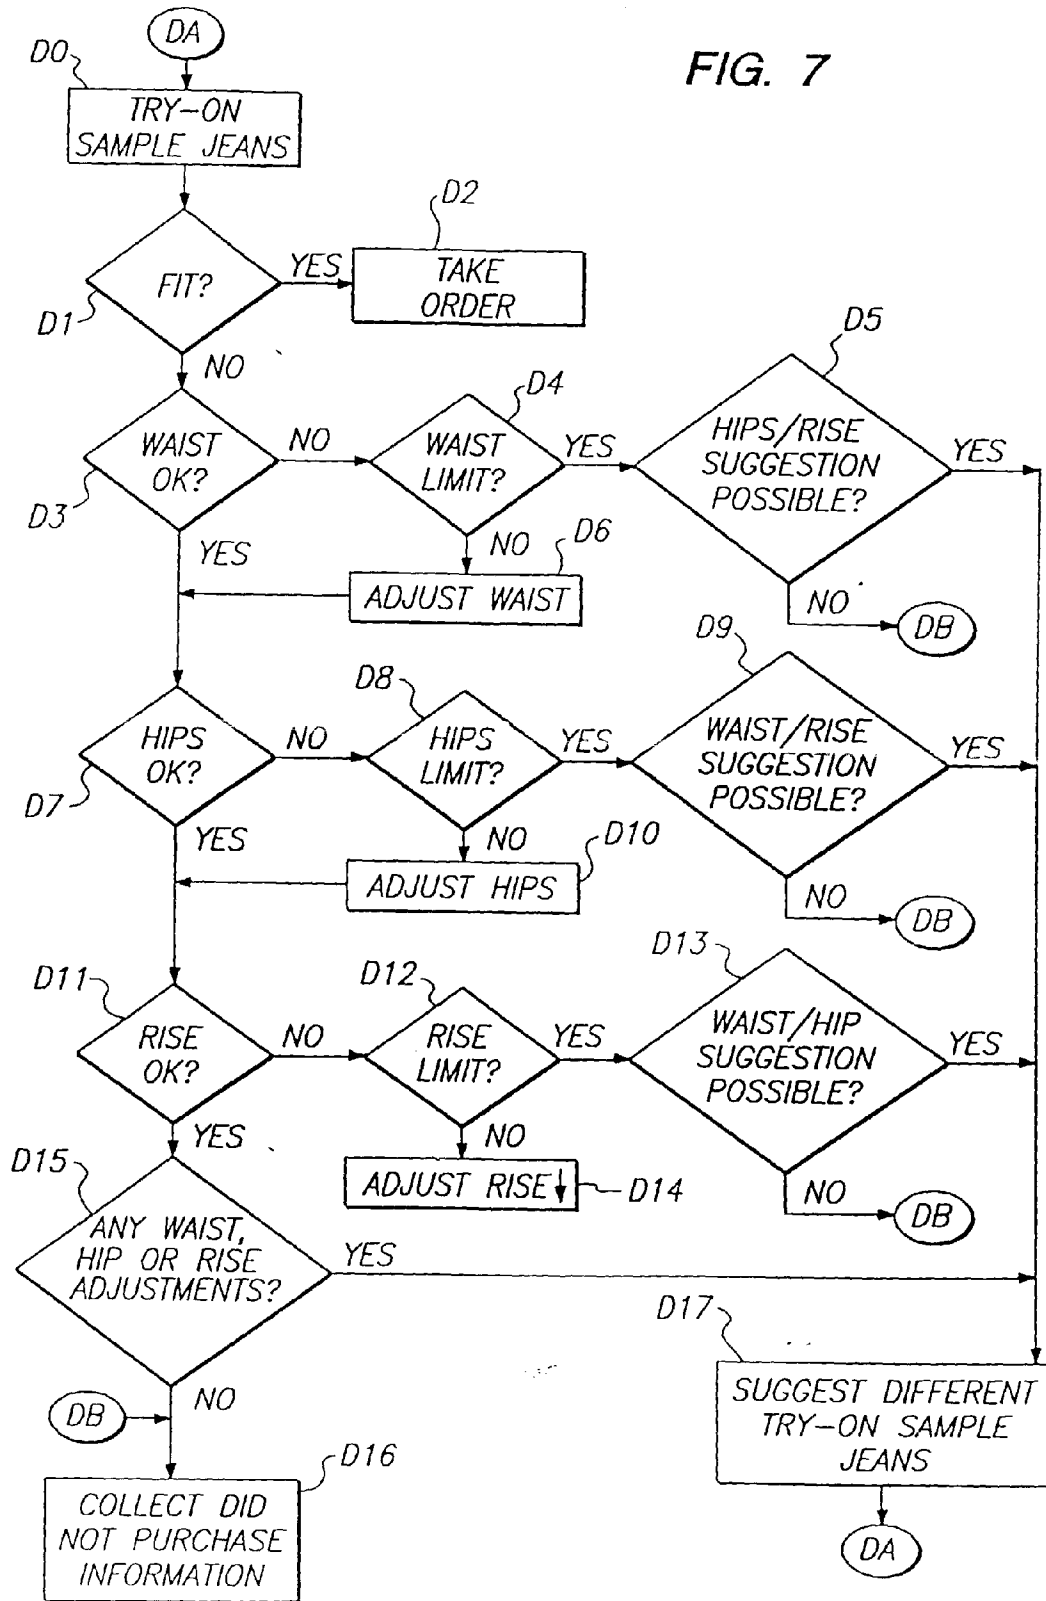 DA
FIG. 7
D0
TRY-ON
SAMPLE JEANS
D2
FIT?
YES
TAKE
ORDER
D1
NO
D5
D4
WAIST
OK?
NO
WAIST
LIMIT?
YES
HIPS/RISE
SUGGESTION
POSSIBLE?
YES
D3
YES
NO
D6
ADJUST WAIST
NO
DB
D9
D8
HIPS
OK?
NO
HIPS
LIMIT?
YES
WAIST/RISE
SUGGESTION
POSSIBLE?
YES
D7
YES
NO
D10
ADJUST HIPS
NO
DB
D13
D11
D12
RISE
OK?
NO
RISE
LIMIT?
YES
WAIST/HIP
SUGGESTION
POSSIBLE?
YES
YES
NO
D15
ADJUST RISE
D14
NO
DB
ANY WAIST,
HIP OR RISE
ADJUSTMENTS?
YES
D17
NO
DB
SUGGEST DIFFERENT
TRY-ON SAMPLE
JEANS
D16
COLLECT DID
NOT PURCHASE
INFORMATION
DA